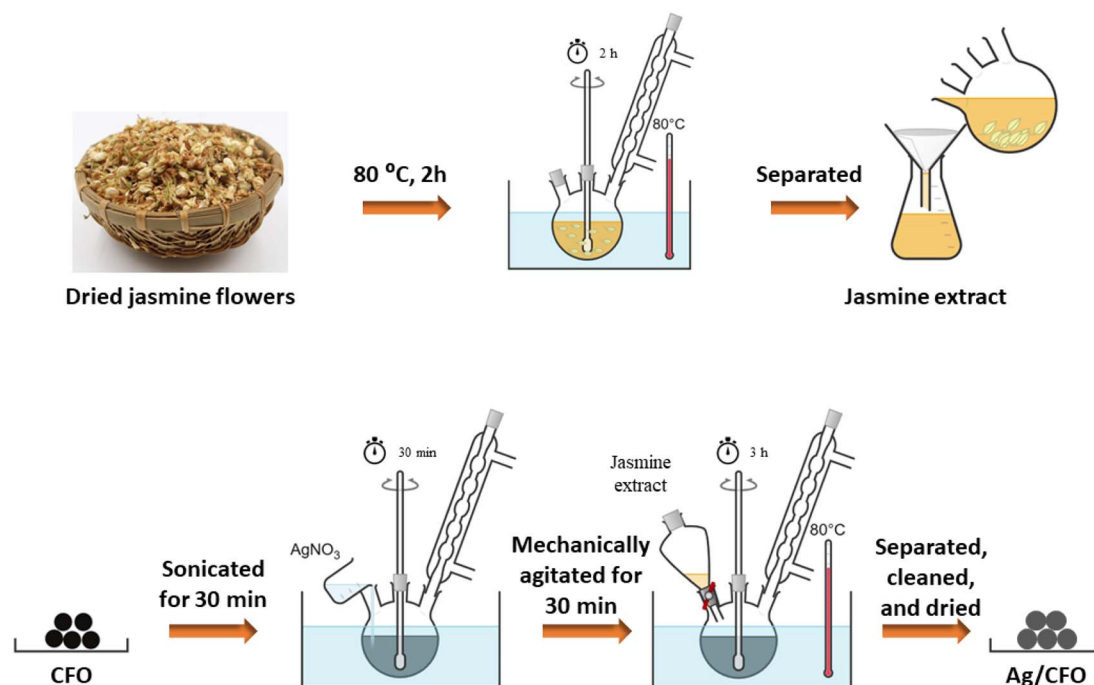 2 h
80°C
80 ⁰C, 2h
Separated
Dried jasmine flowers
Jasmine extract
30 min
3 h
Jasmine
extract
AgNO₃
80°C
Sonicated
for 30 min
Mechanically
agitated for
30 min
Separated,
cleaned,
and dried
CFO
Ag/CFO